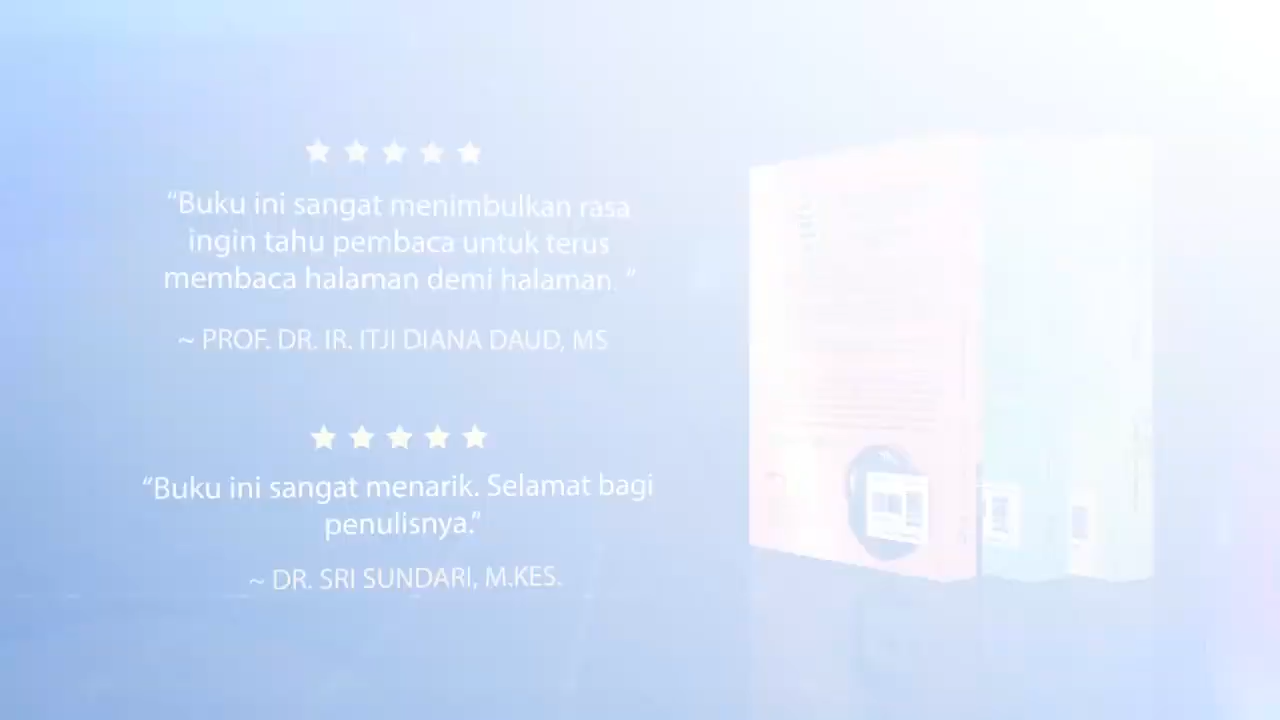 “Buku ini sangat menimbulkan rasa
ingin tahu pembaca untuk terus
membaca halaman demi halaman. “
~ PROF. DR. IR. ITJI DIANA DAUD, MS
“Buku ini sangat menarik. Selamat bagi
penulisnya.”
~ DR. SRI SUNDARI, M.KES.